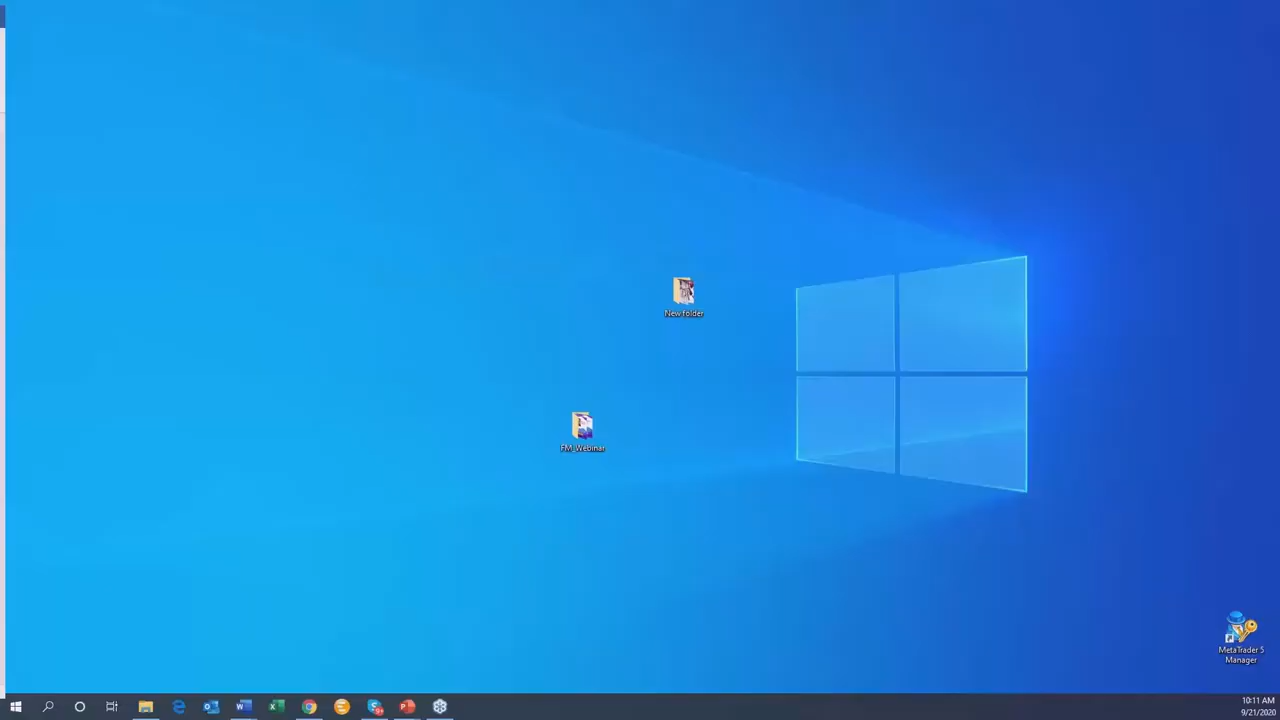 New folder
FM_Webinar
MetaTrader 5
Manager
10:11 AM
9/21/2020